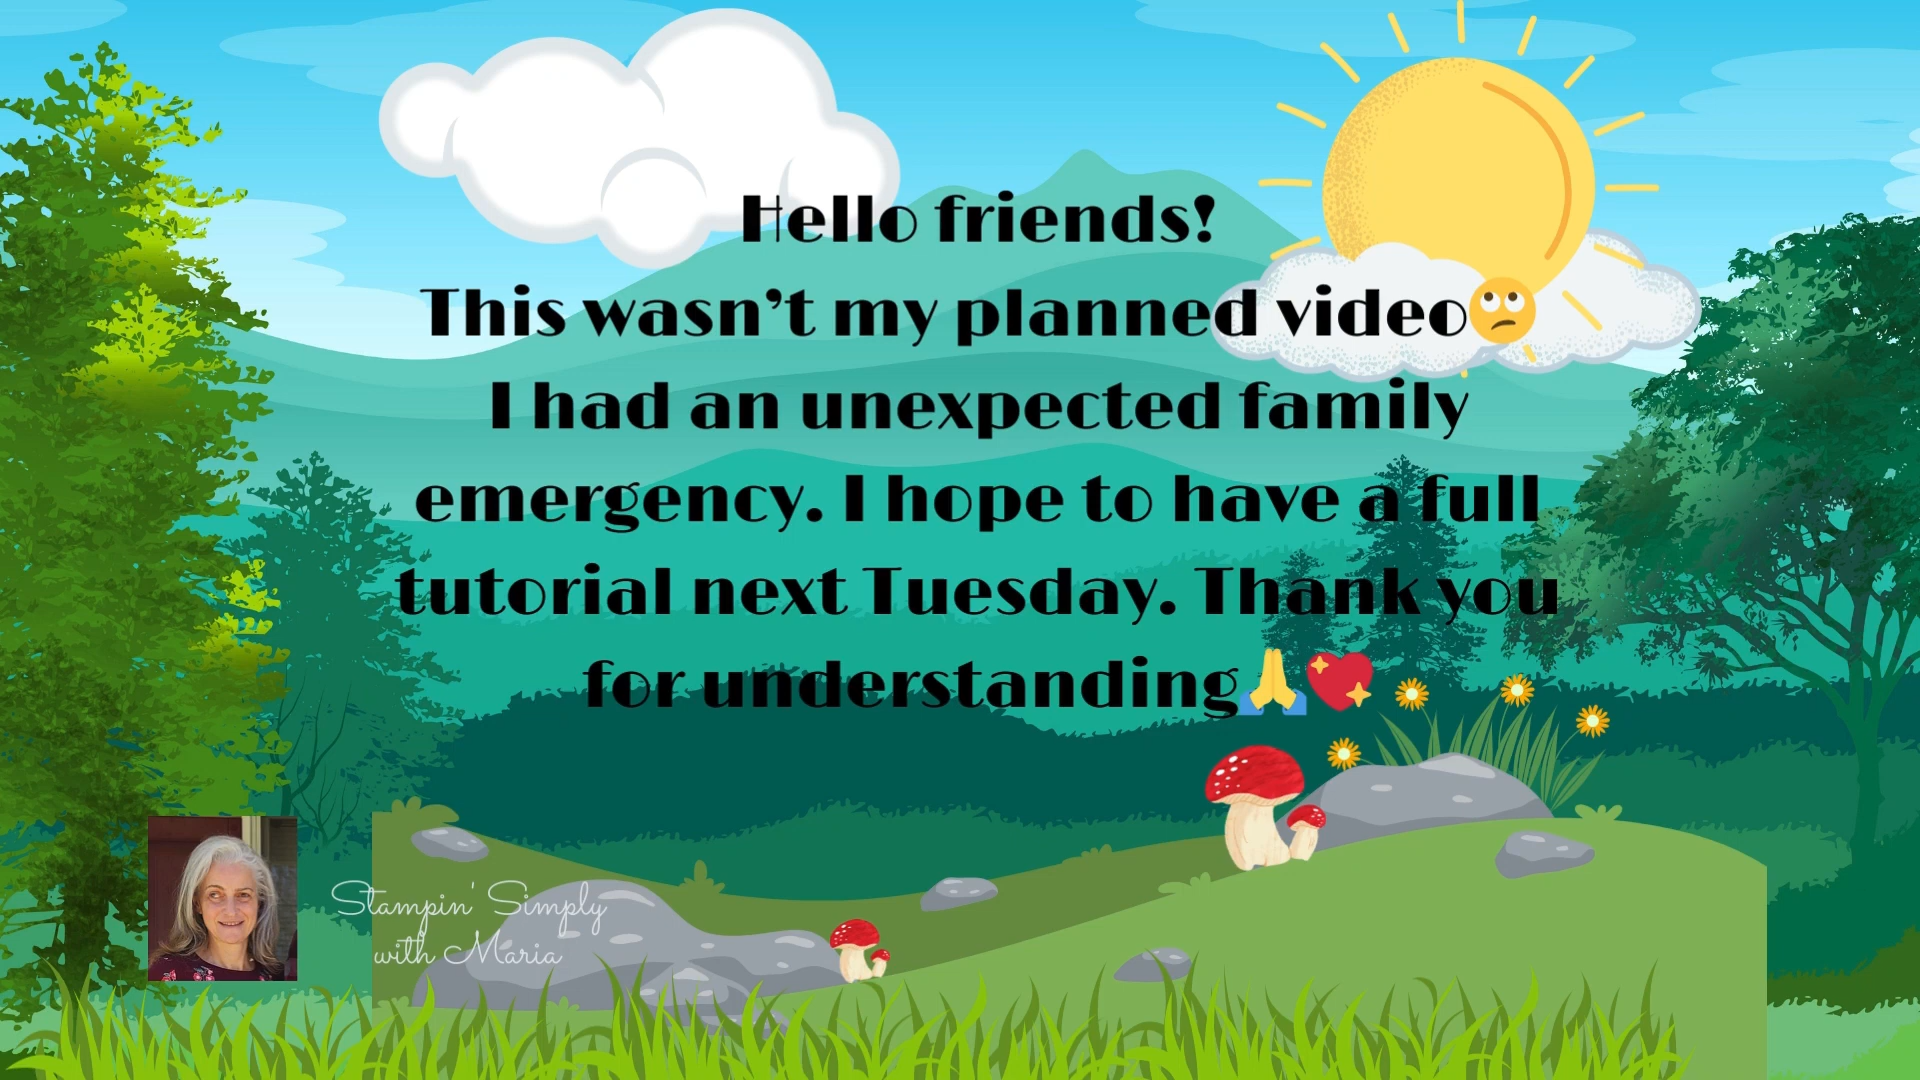 Hello friends!
This wasn't my planned video🙄
I had an unexpected family
emergency. I hope to have a full
tutorial next Tuesday. Thank you
for understanding🙏💖
Stampin' Simply
with Maria